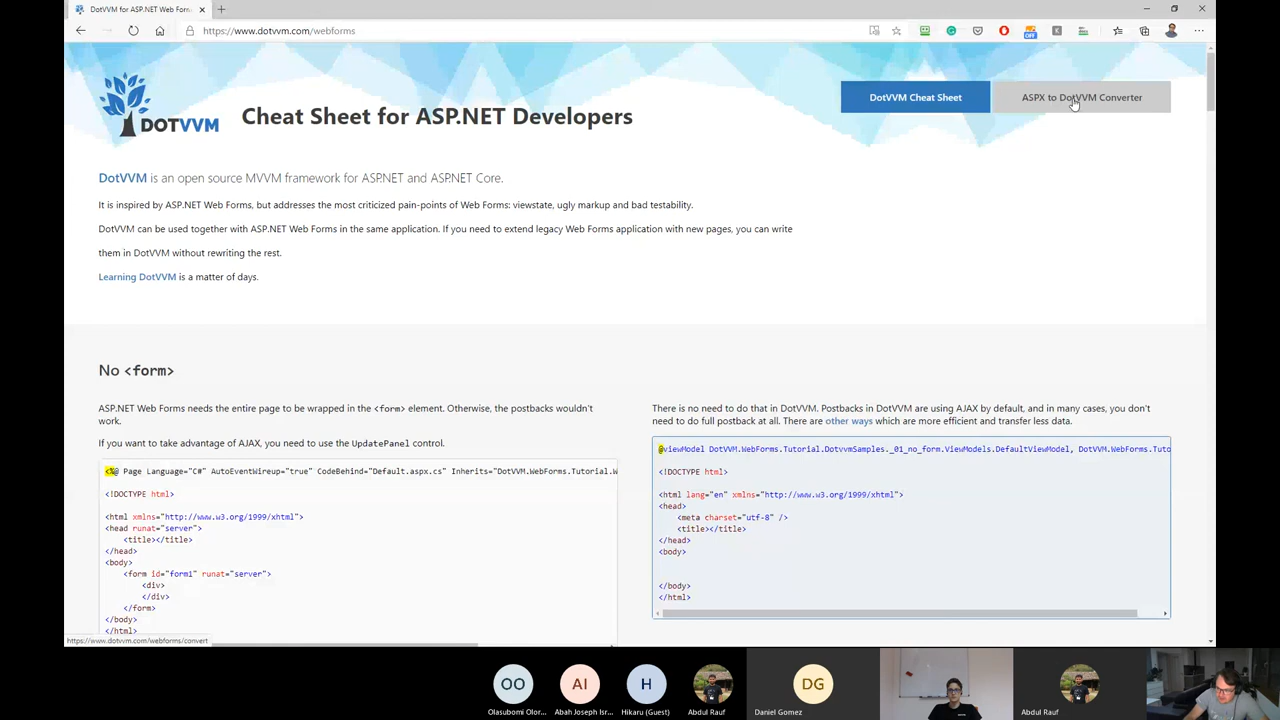 DotVVM for ASP.NET Web Form
https://www.dotvvm.com/webforms
OFF
DOTVVM
Cheat Sheet for ASP.NET Developers
DotVVM Cheat Sheet
ASPX to DotVVM Converter
DotVVM is an open source MVVM framework for ASP.NET and ASP.NET Core.
It is inspired by ASP.NET Web Forms, but addresses the most criticized pain-points of Web Forms: viewstate, ugly markup and bad testability.
DotVVM can be used together with ASP.NET Web Forms in the same application. If you need to extend legacy Web Forms application with new pages, you can write
them in DotVVM without rewriting the rest.
Learning DotVVM is a matter of days.
No <form>
ASP.NET Web Forms needs the entire page to be wrapped in the <form> element. Otherwise, the postbacks wouldn't
work.
If you want to take advantage of AJAX, you need to use the UpdatePanel control.
<%@ Page Language="C#" AutoEventWireup="true" CodeBehind="Default.aspx.cs" Inherits="DotVVM.WebForms.Tutorial.W
<!DOCTYPE html>
<html xmlns="http://www.w3.org/1999/xhtml">
<head runat="server">
<title></title>
</head>
<body>
<form id="form1" runat="server">
<div>
</div>
</form>
</body>
</html>
There is no need to do that in DotVVM. Postbacks in DotVVM are using AJAX by default, and in many cases, you don't
need to do full postback at all. There are other ways which are more efficient and transfer less data.
@viewModel DotVVM.WebForms.Tutorial.DotvvmSamples._01_no_form.ViewModels.DefaultViewModel, DotVVM.WebForms.Tuto
<!DOCTYPE html>
<html lang="en" xmlns="http://www.w3.org/1999/xhtml">
<head>
<meta charset="utf-8" />
<title></title>
</head>
<body>
</body>
</html>
https://www.dotvvm.com/webforms/convert
OO
AI
H
DG
Olasubomi Olor...
Abah Joseph Isr...
Hikaru (Guest)
Abdul Rauf
Daniel Gomez
Abdul Rauf